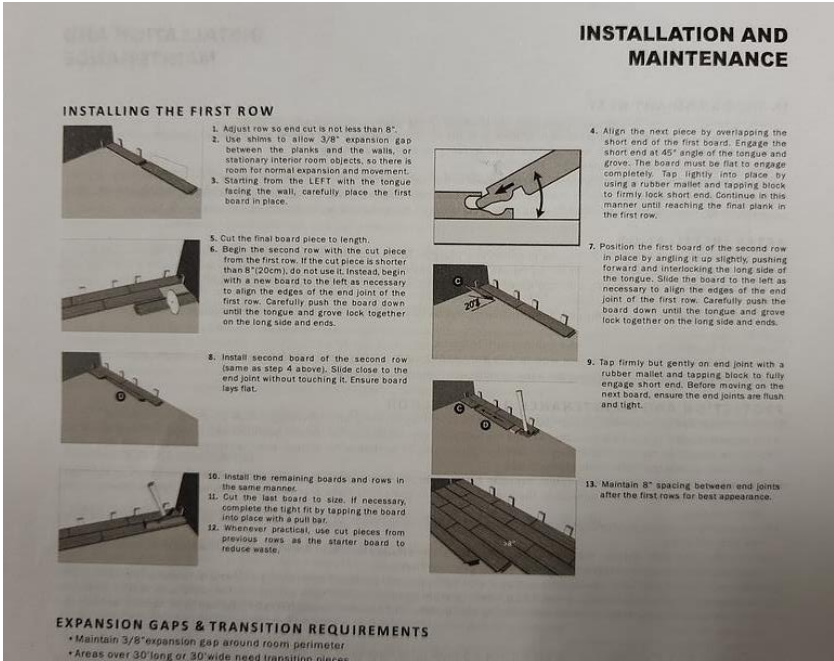 INSTALLATION AND
MAINTENANCE
INSTALLING THE FIRST ROW
1. Adjust row so end cut is not less than 8".
2. Use shims to allow 3/8" expansion gap
between the planks and the walls, or
stationary interior room objects, so there is
room for normal expansion and movement.
3. Starting from the LEFT with the tongue
facing the wall, carefully place the first
board in place.
4. Align the next piece by overlapping the
short end of the first board. Engage the
short end at 45° angle of the tongue and
grove. The board must be flat to engage
completely. Tap lightly into place by
using a rubber mallet and tapping block
to firmly lock short end. Continue in this
manner until reaching the final plank in
the first row.
5. Cut the final board piece to length.
6. Begin the second row with the cut piece
from the first row. If the cut piece is shorter
than 8"(20cm), do not use it. Instead, begin
with a new board to the left as necessary
to align the edges of the end joint of the
first row. Carefully push the board down
until the tongue and grove lock together
on the long side and ends.
7. Position the first board of the second row
in place by angling it up slightly, pushing
forward and interlocking the long side of
the tongue. Slide the board to the left as
necessary to align the edges of the end
joint of the first row. Carefully push the
board down until the tongue and grove
lock together on the long side and ends.
C
20°
8. Install second board of the second row
(same as step 4 above). Slide close to the
end joint without touching it. Ensure board
lays flat.
D
9. Tap firmly but gently on end joint with a
rubber mallet and tapping block to fully
engage short end. Before moving on the
next board, ensure the end joints are flush
and tight.
C
D
10. Install the remaining boards and rows in
the same manner.
11. Cut the last board to size. If necessary,
complete the tight fit by tapping the board
into place with a pull bar.
12. Whenever practical, use cut pieces from
previous rows as the starter board to
reduce waste.
13. Maintain 8" spacing between end joints
after the first rows for best appearance.
EXPANSION GAPS & TRANSITION REQUIREMENTS
• Maintain 3/8"expansion gap around room perimeter
• Areas over 30'long or 30'wide need transition pieces